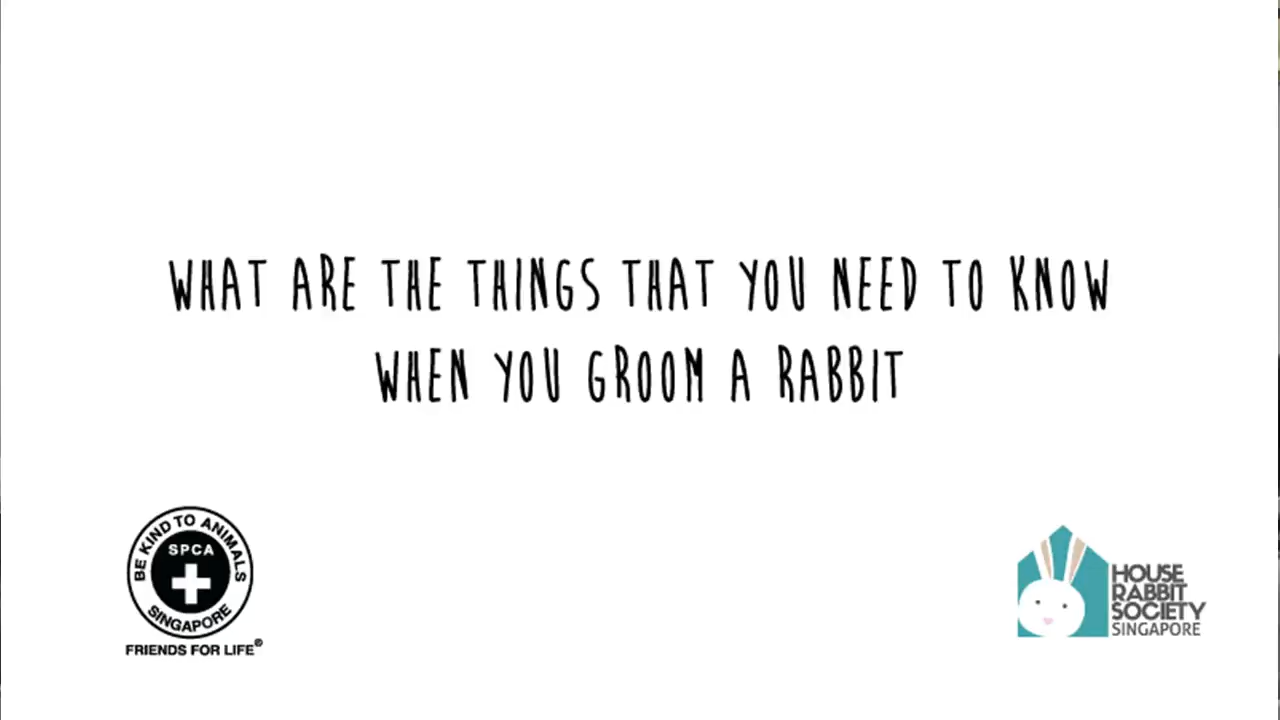 WHAT ARE THE THINGS THAT YOU NEED TO KNOW
WHEN YOU GROOM A RABBIT
BE KIND TO ANIMALS
SPCA
SINGAPORE
FRIENDS FOR LIFE®
HOUSE
RABBIT
SOCIETY
SINGAPORE